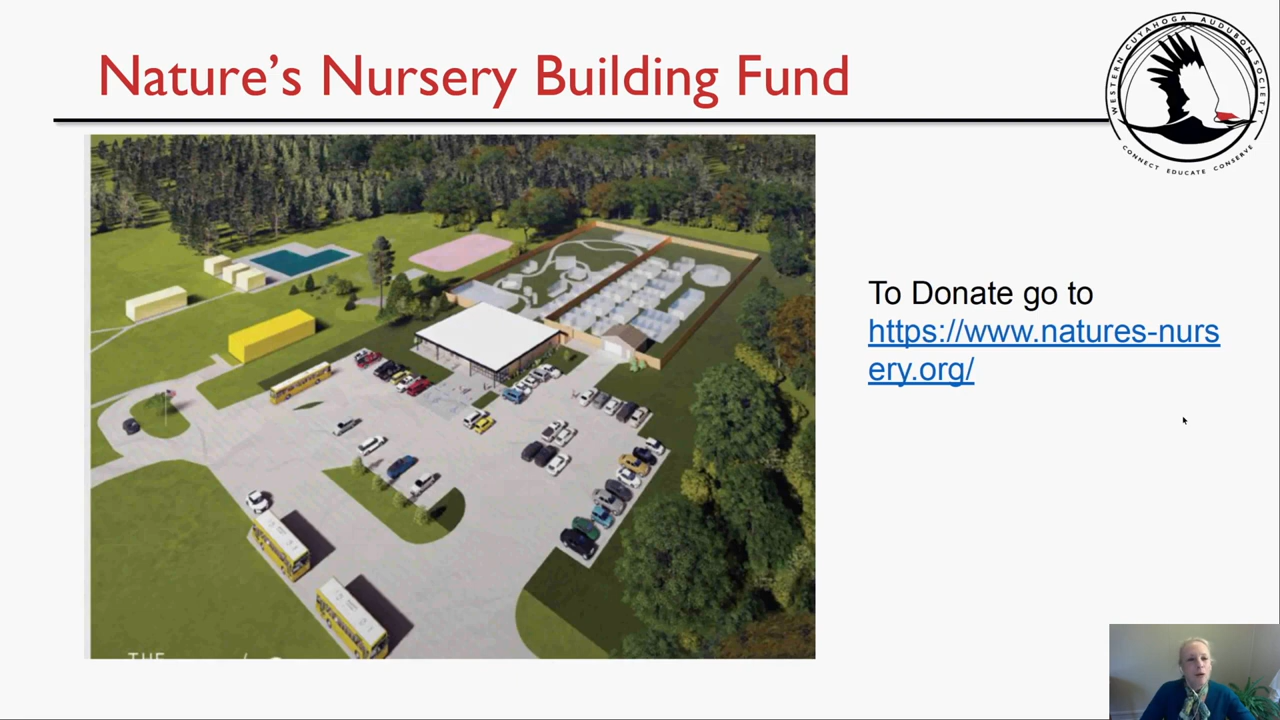 Nature's Nursery Building Fund
WESTERN CUYAHOGA AUDUBON SOCIETY
CONNECT EDUCATE CONSERVE
To Donate go to
https://www.natures-nurs
ery.org/
THE